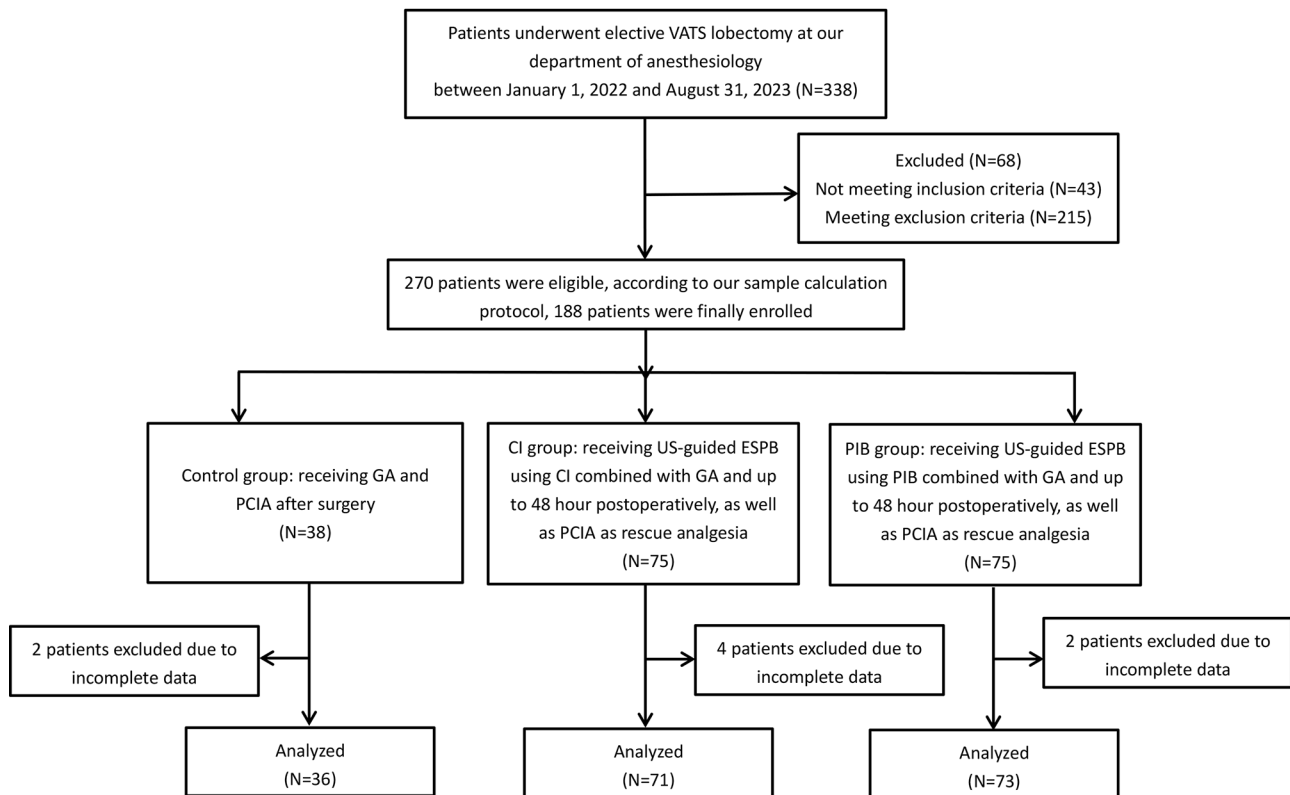 Patients underwent elective VATS lobectomy at our
department of anesthesiology
between January 1, 2022 and August 31, 2023 (N=338)
Excluded (N=68)
Not meeting inclusion criteria (N=43)
Meeting exclusion criteria (N=215)
270 patients were eligible, according to our sample calculation
protocol, 188 patients were finally enrolled
Control group: receiving GA and
PCIA after surgery
(N=38)
CI group: receiving US-guided ESPB
using CI combined with GA and up
to 48 hour postoperatively, as well
as PCIA as rescue analgesia
(N=75)
PIB group: receiving US-guided ESPB
using PIB combined with GA and up
to 48 hour postoperatively, as well
as PCIA as rescue analgesia
(N=75)
2 patients excluded due to
incomplete data
4 patients excluded due to
incomplete data
2 patients excluded due to
incomplete data
Analyzed
(N=36)
Analyzed
(N=71)
Analyzed
(N=73)